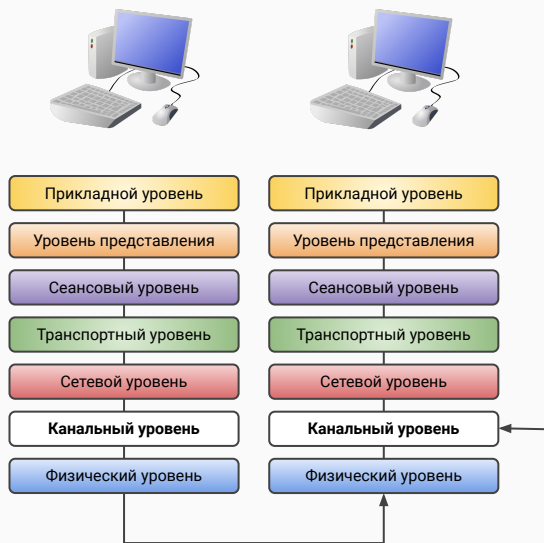 Прикладной уровень
Уровень представления
Сеансовый уровень
Транспортный уровень
Сетевой уровень
Канальный уровень
Физический уровень
Прикладной уровень
Уровень представления
Сеансовый уровень
Транспортный уровень
Сетевой уровень
Канальный уровень
Физический уровень